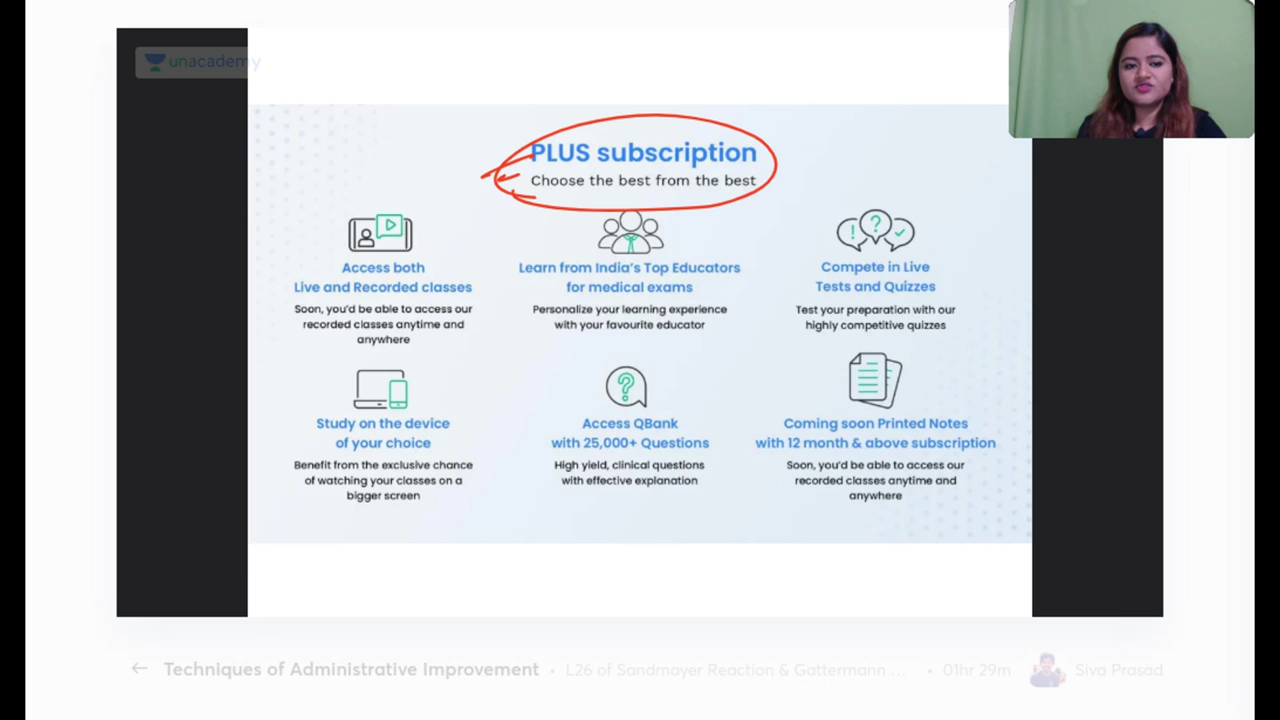 unacademy
PLUS subscription
Choose the best from the best
Access both
Live and Recorded classes
Soon, you'd be able to access our
recorded classes anytime and
anywhere
Learn from India's Top Educators
for medical exams
Personalize your learning experience
with your favourite educator
Compete in Live
Tests and Quizzes
Test your preparation with our
highly competitive quizzes
Study on the device
of your choice
Benefit from the exclusive chance
of watching your classes on a
bigger screen
Access QBank
with 25,000+ Questions
High yield, clinical questions
with effective explanation
Coming soon Printed Notes
with 12 month & above subscription
Soon, you'd be able to access our
recorded classes anytime and
anywhere
Techniques of Administrative Improvement • L26 of Sandmayer Reaction & Gattermann ... • 01hr 29m Siva Prasad